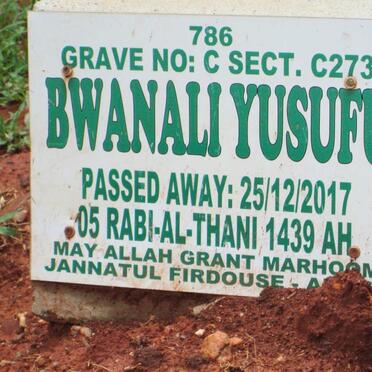 786
GRAVE NO: C SECT. C273
BWANALI YUSUFU
PASSED AWAY: 25/12/2017
05 RABI-AL-THANI 1439 AH
MAY ALLAH GRANT MARHOOM
JANNATUL FIRDOUSE -